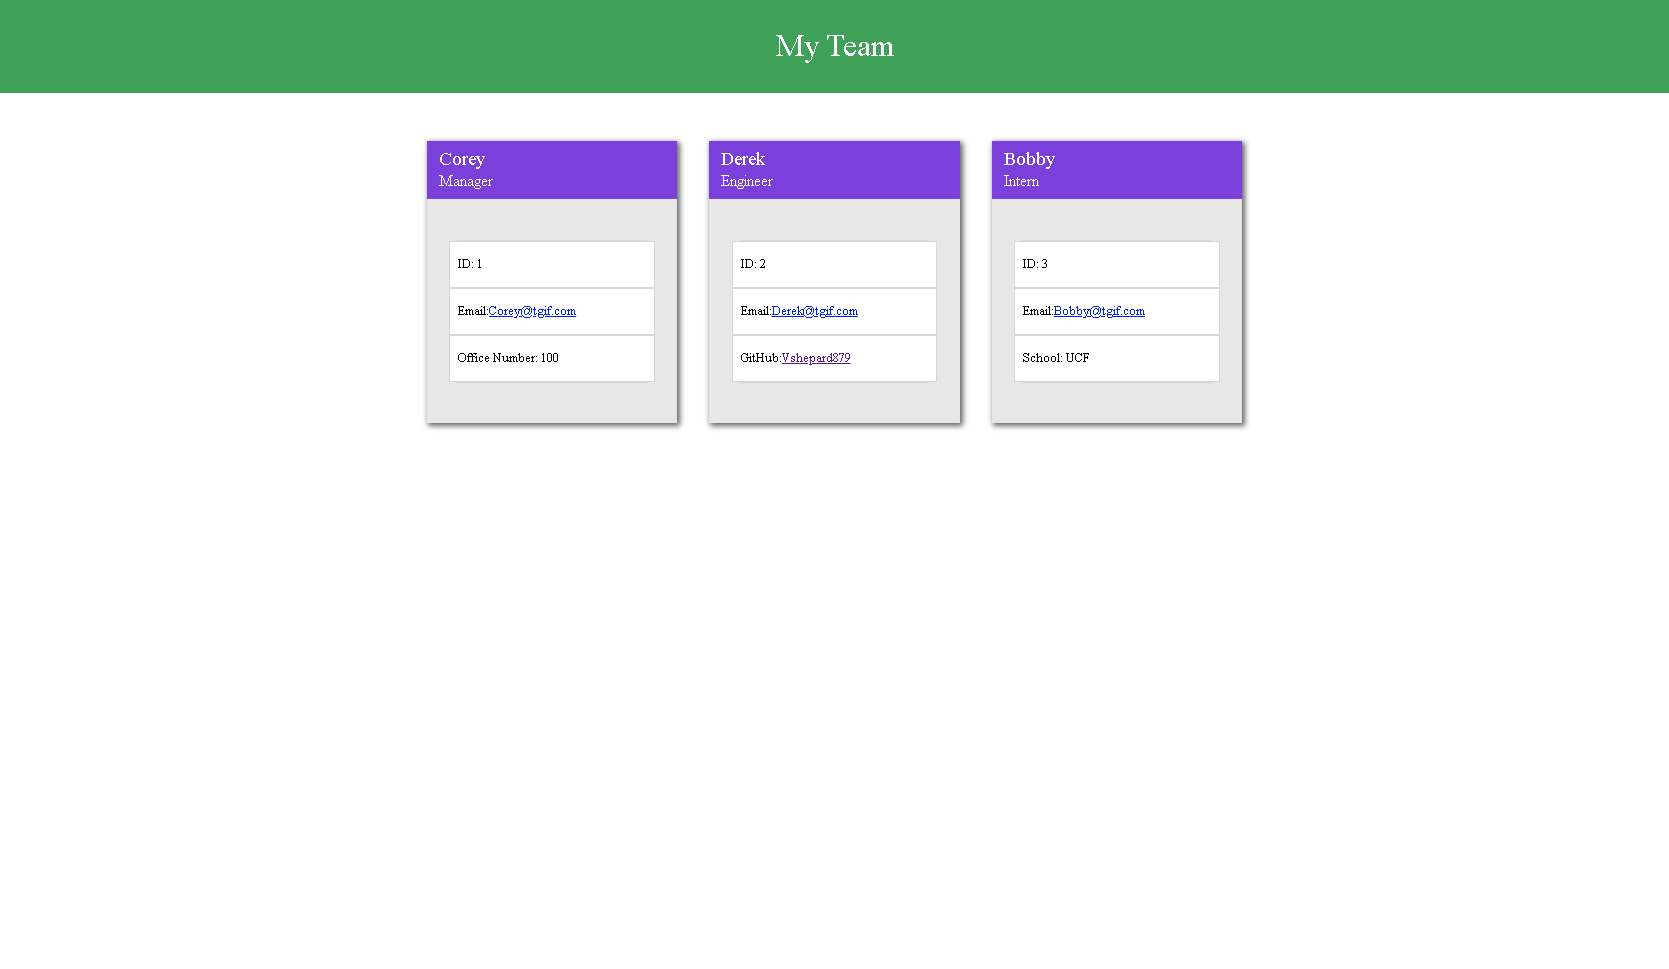 My Team
Corey
Manager
ID: 1
Email:Corey@tgif.com
Office Number: 100
Derek
Engineer
ID: 2
Email:Derek@tgif.com
GitHub:Vshepard879
Bobby
Intern
ID: 3
Email:Bobby@tgif.com
School: UCF